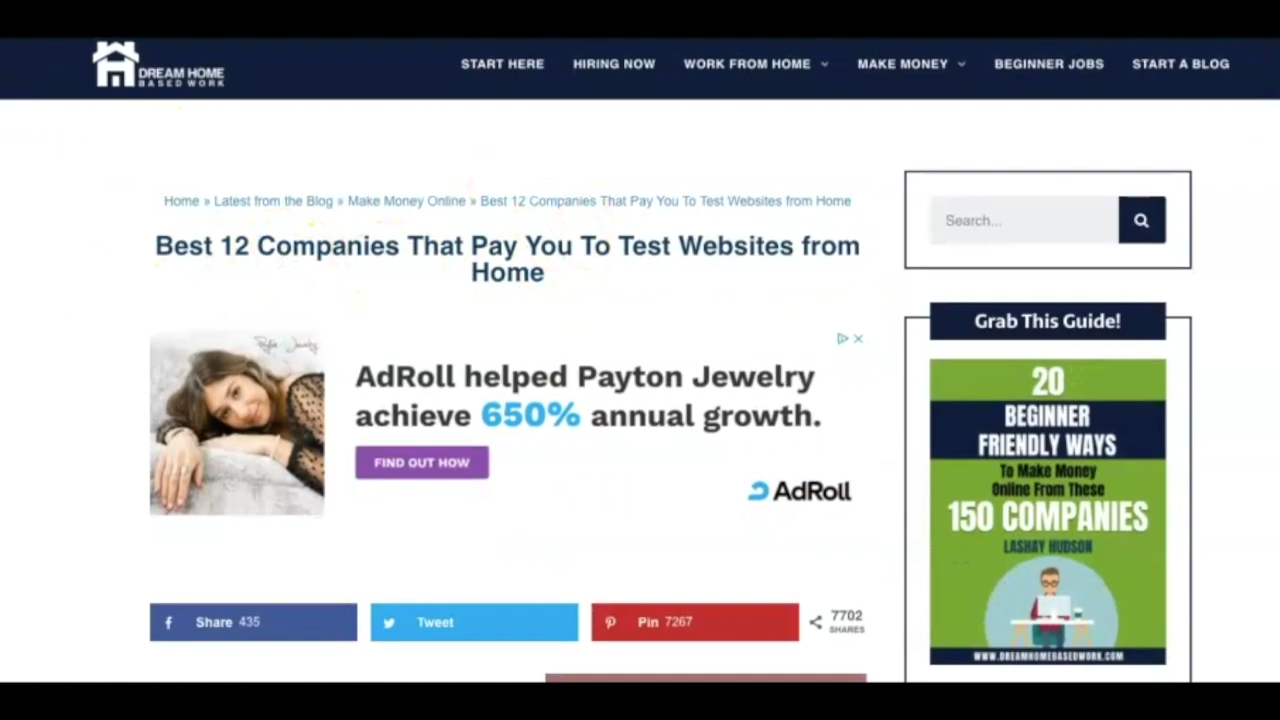 DREAM HOME
BASED WORK
START HERE
HIRING NOW
WORK FROM HOME
MAKE MONEY
BEGINNER JOBS
START A BLOG
Home » Latest from the Blog » Make Money Online » Best 12 Companies That Pay You To Test Websites from Home
Best 12 Companies That Pay You To Test Websites from
Home
AdRoll helped Payton Jewelry
achieve 650% annual growth.
FIND OUT HOW
AdRoll
Share 435
Tweet
Pin 7267
7702
SHARES
Search...
Grab This Guide!
20
BEGINNER
FRIENDLY WAYS
To Make Money
Online From These
150 COMPANIES
LASHAY HUDSON
WWW.DREAMHOMEBASEDWORK.COM